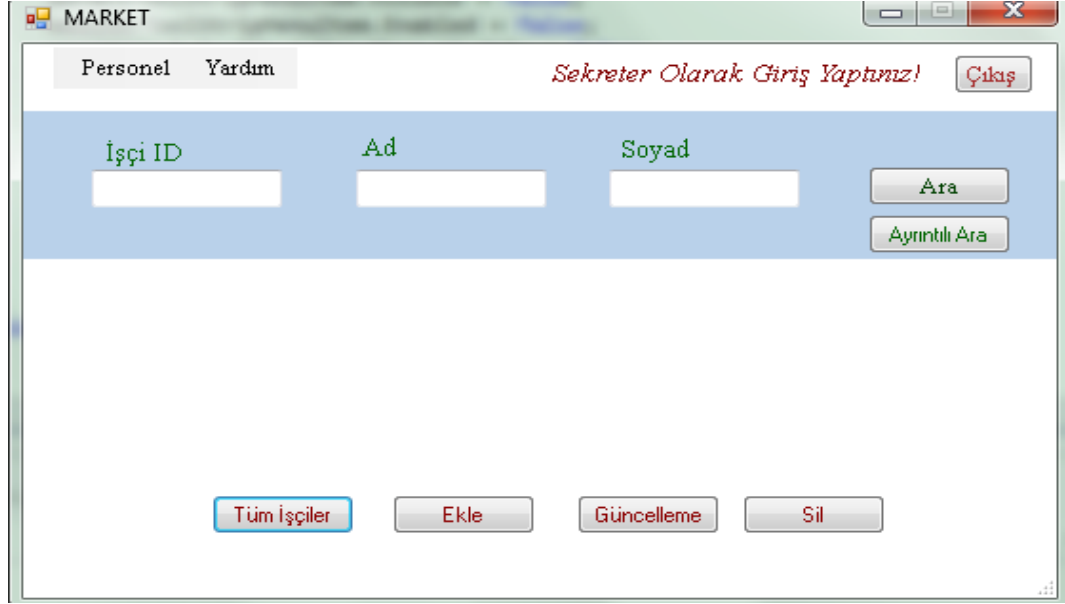 MARKET
Personel Yardım
Sekreter Olarak Giriş Yaptınız! Çıkış
İşçi ID Ad Soyad
Ara
Ayrıntılı Ara
Tüm İşçiler Ekle Güncelleme Sil